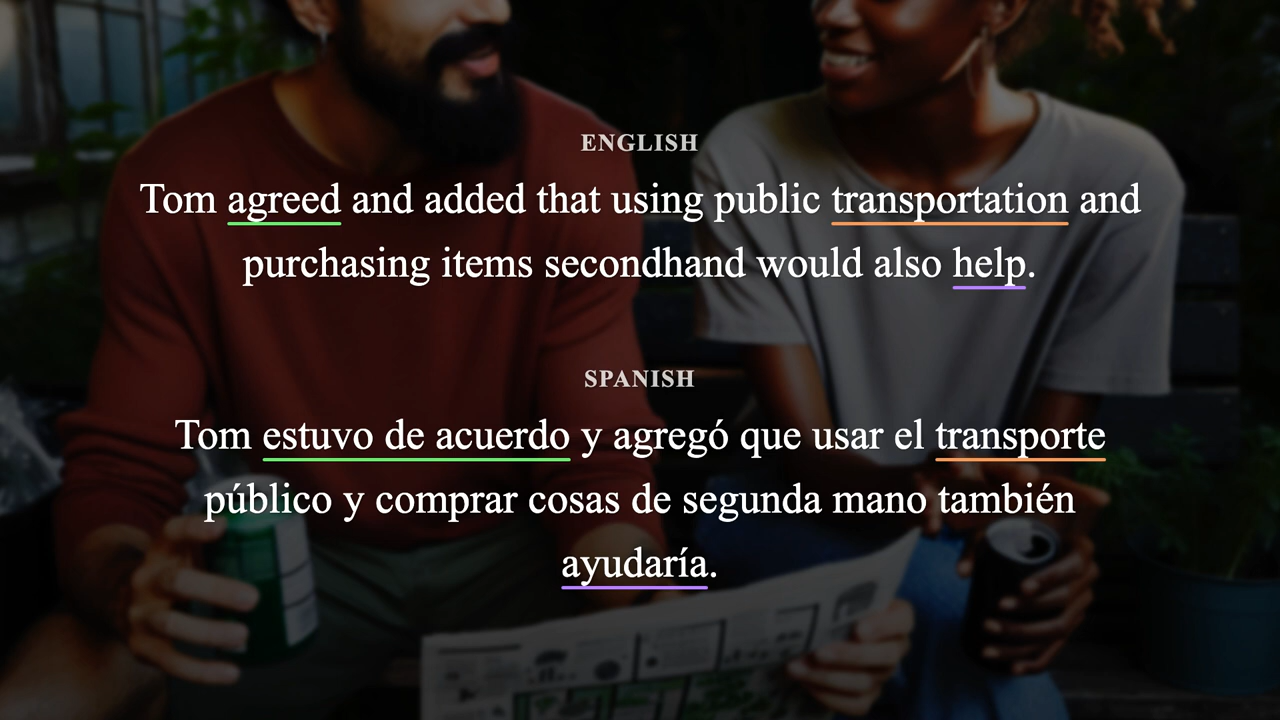 ENGLISH
Tom agreed and added that using public transportation and
purchasing items secondhand would also help.
SPANISH
Tom estuvo de acuerdo y agregó que usar el transporte
público y comprar cosas de segunda mano también
ayudaría.